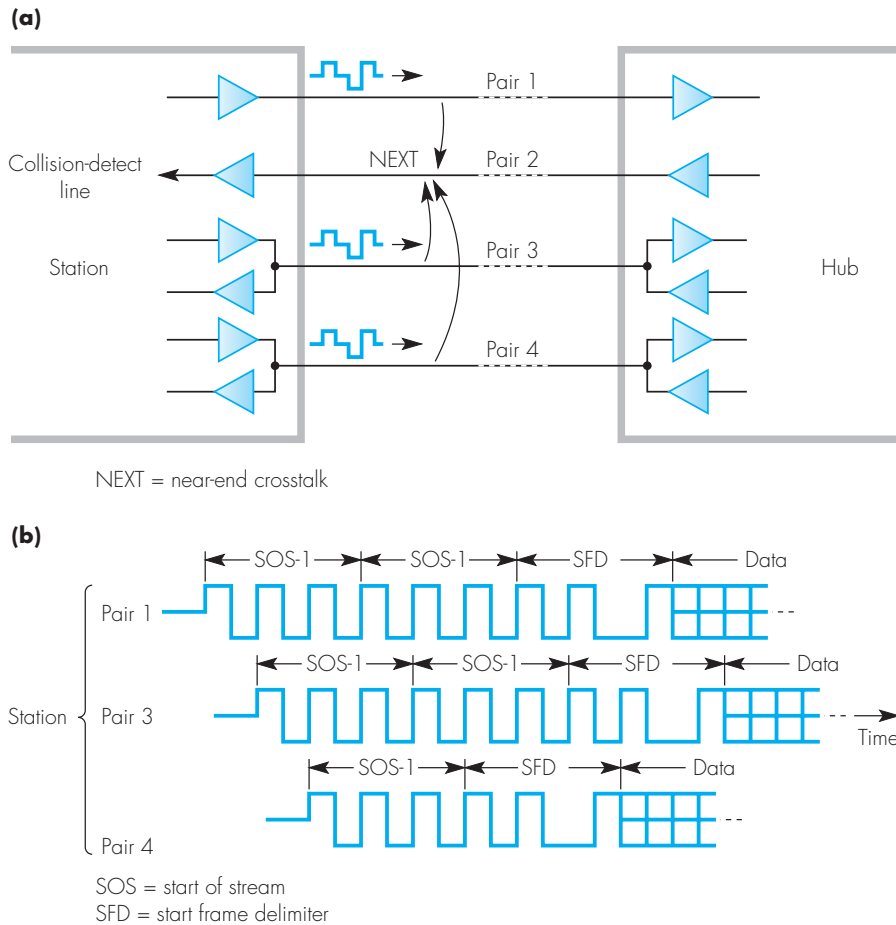 (a)
Pair 1
Collision-detect
line
NEXT
Pair 2
Station
Pair 3
Hub
Pair 4
NEXT = near-end crosstalk
(b)
SOS-1 SOS-1 SFD Data
Pair 1
SOS-1 SOS-1 SFD Data
Station
Pair 3
Time
SOS-1 SFD Data
Pair 4
SOS = start of stream
SFD = start frame delimiter